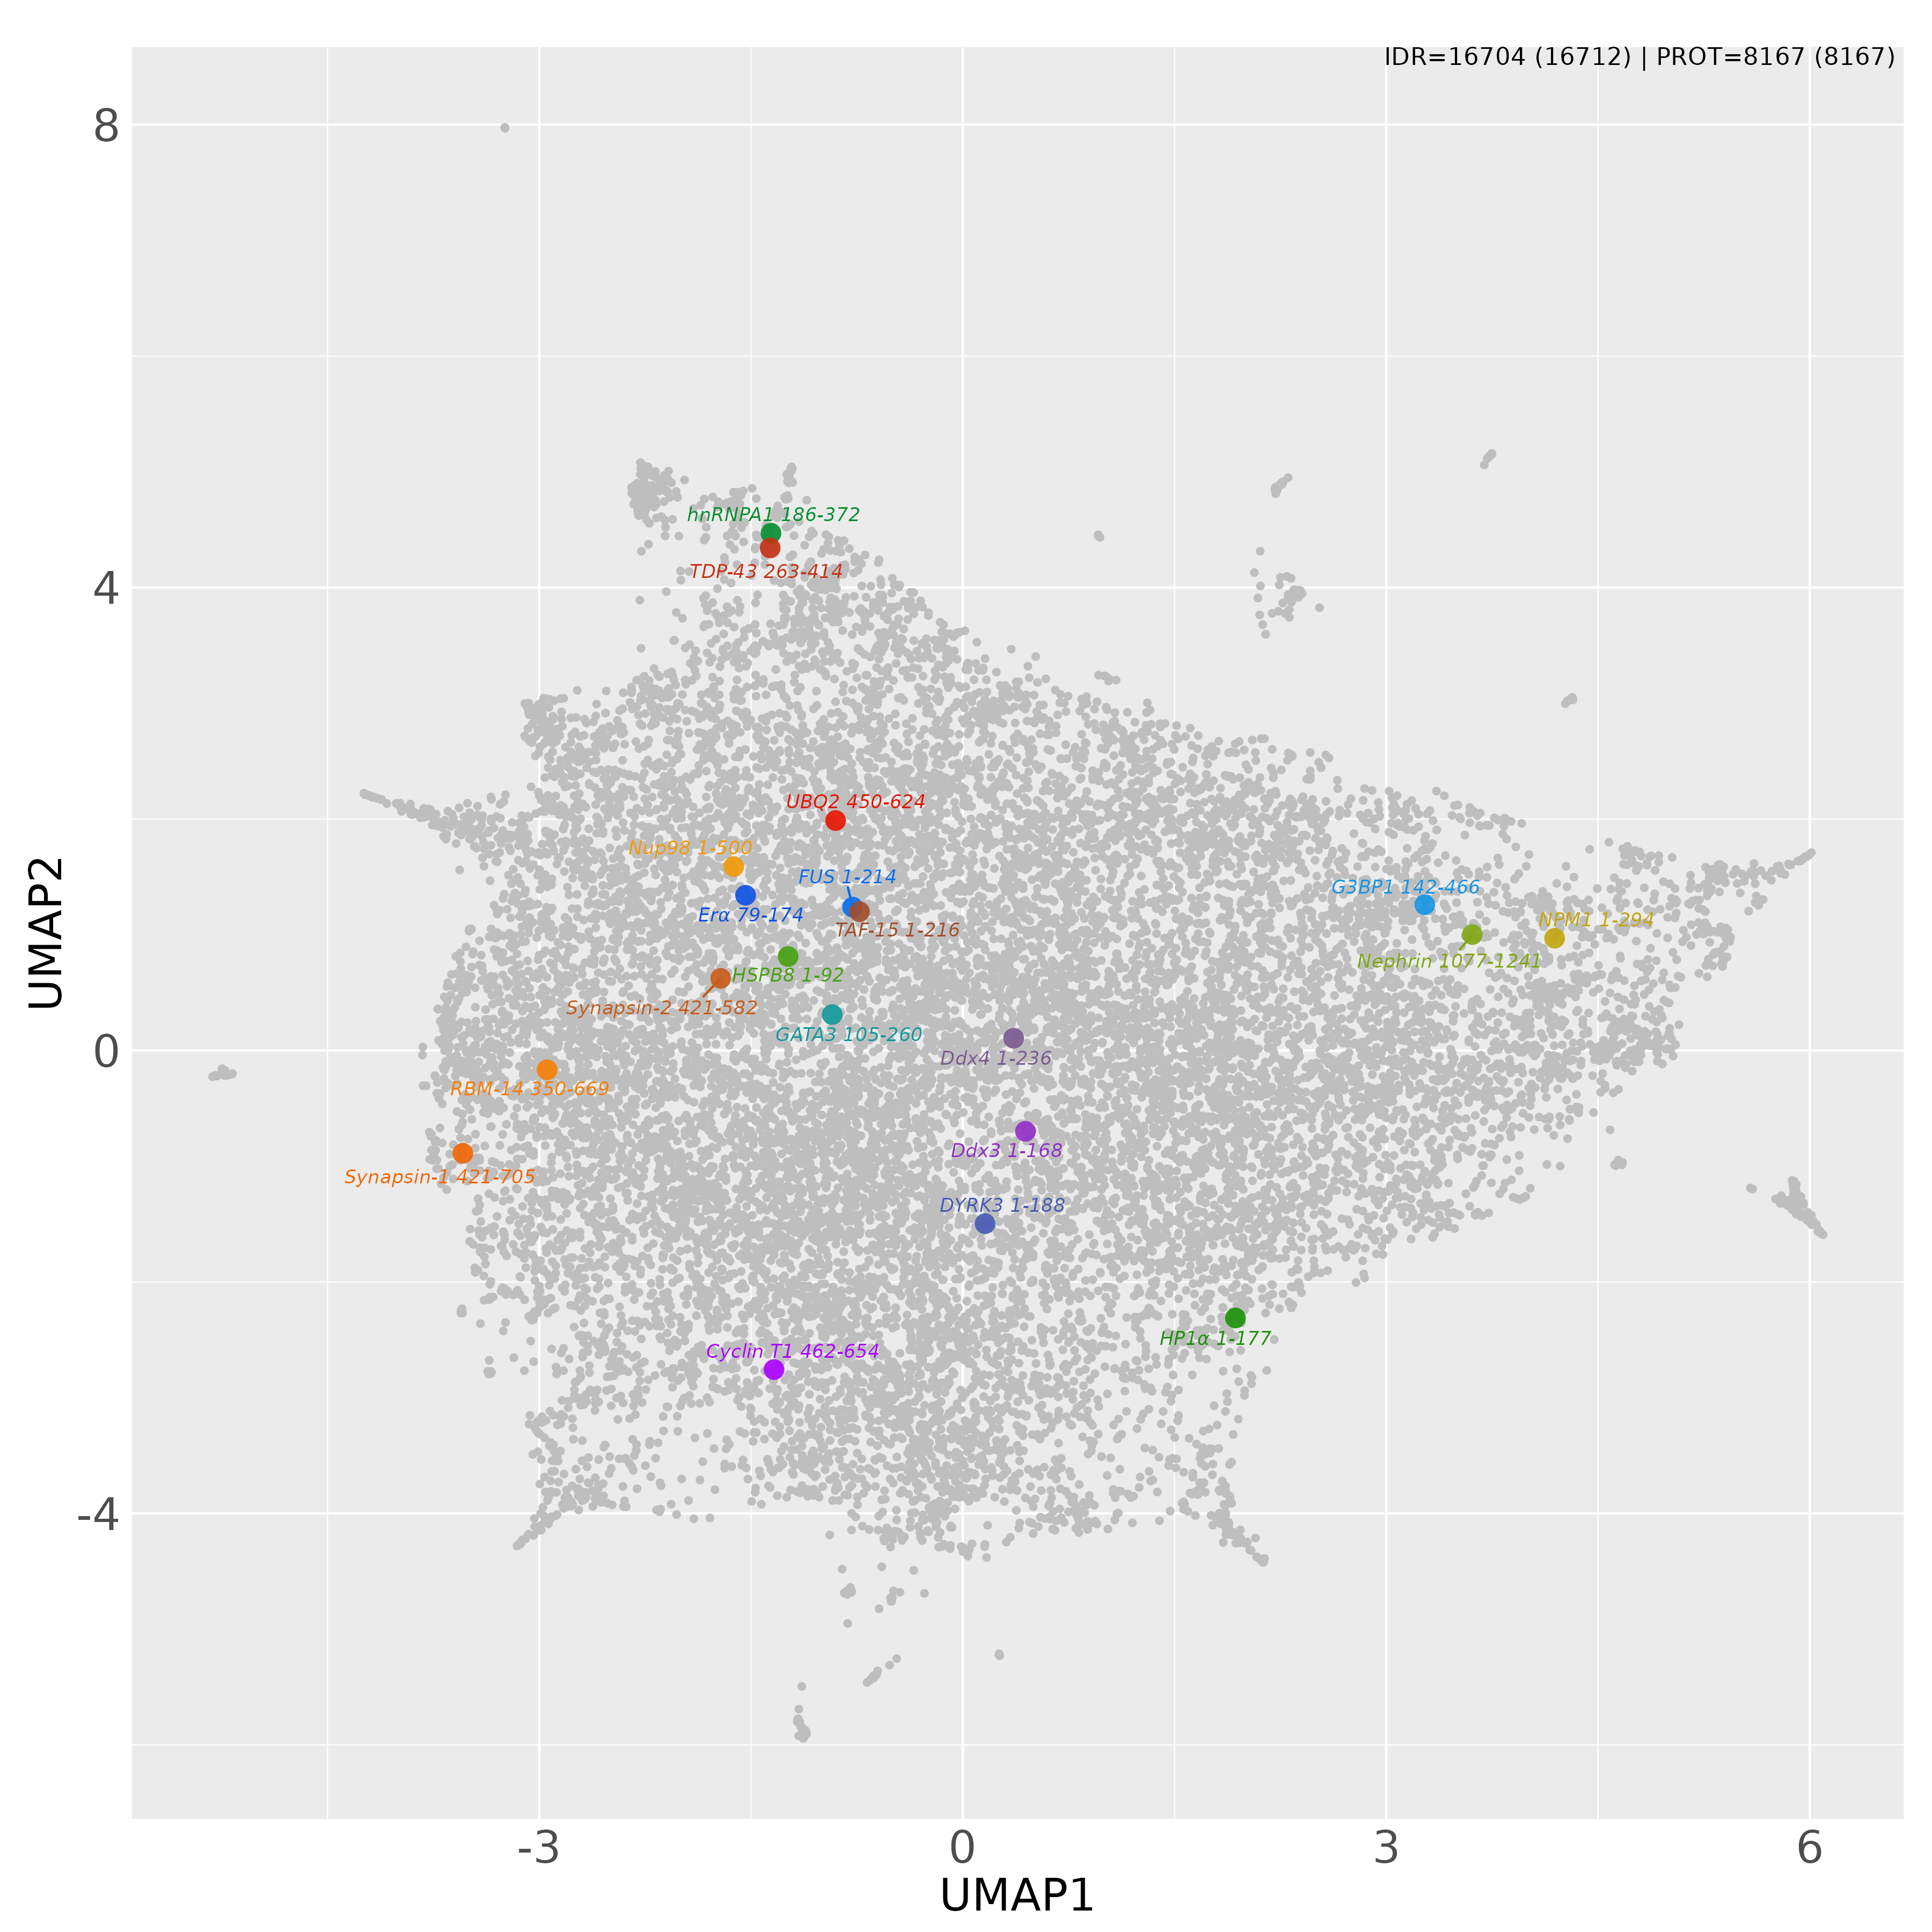 IDR=16704 (16712) | PROT=8167 (8167)
8
hnRNPA1 186-372
TDP-43 263-414
4
UBQ2 450-624
Nup98 1-500
FUS 1-214
G3BP1 142-466
Erα 79-174
NPM1 1-294
TAF-15 1-216
Nephrin 1077-1241
HSPB8 1-92
Synapsin-2 421-582
GATA3 105-260
0
Ddx4 1-236
RBM-14 350-669
Ddx3 1-168
Synapsin-1 421-705
DYRK3 1-188
HP1α 1-177
Cyclin T1 462-654
-4
UMAP2
-3 0 3 6
UMAP1